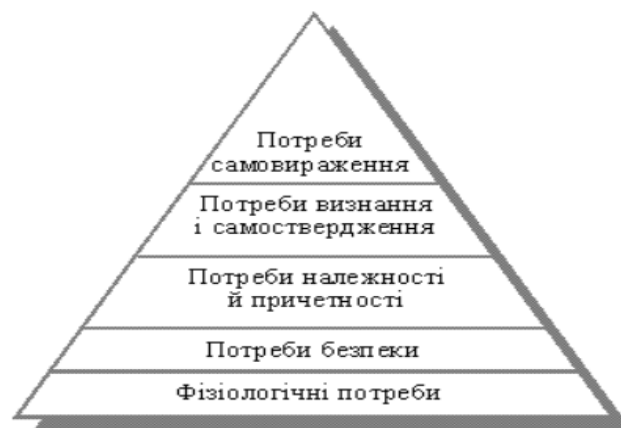 Потреби
самовираження
Потреби визнання
і самоствердження
Потреби належності
й причетності
Потреби безпеки
Фізіологічні потреби